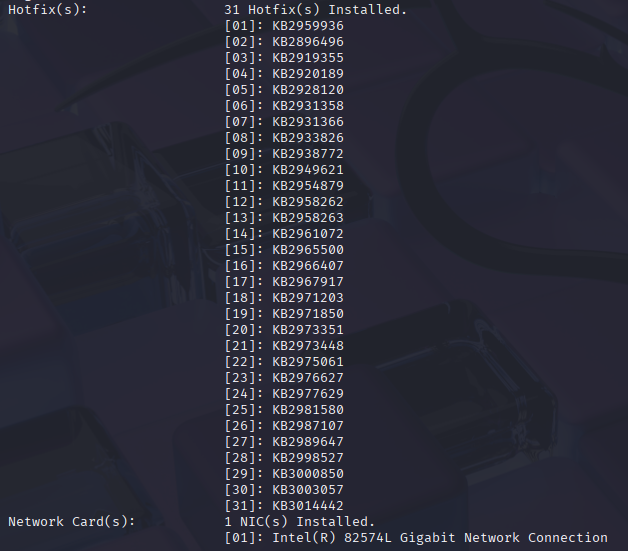 Hotfix(s): 31 Hotfix(s) Installed.
[01]: KB2959936
[02]: KB2896496
[03]: KB2919355
[04]: KB2920189
[05]: KB2928120
[06]: KB2931358
[07]: KB2931366
[08]: KB2933826
[09]: KB2938772
[10]: KB2949621
[11]: KB2954879
[12]: KB2958262
[13]: KB2958263
[14]: KB2961072
[15]: KB2965500
[16]: KB2966407
[17]: KB2967917
[18]: KB2971203
[19]: KB2971850
[20]: KB2973351
[21]: KB2973448
[22]: KB2975061
[23]: KB2976627
[24]: KB2977629
[25]: KB2981580
[26]: KB2987107
[27]: KB2989647
[28]: KB2998527
[29]: KB3000850
[30]: KB3003057
[31]: KB3014442
Network Card(s): 1 NIC(s) Installed.
[01]: Intel(R) 82574L Gigabit Network Connection